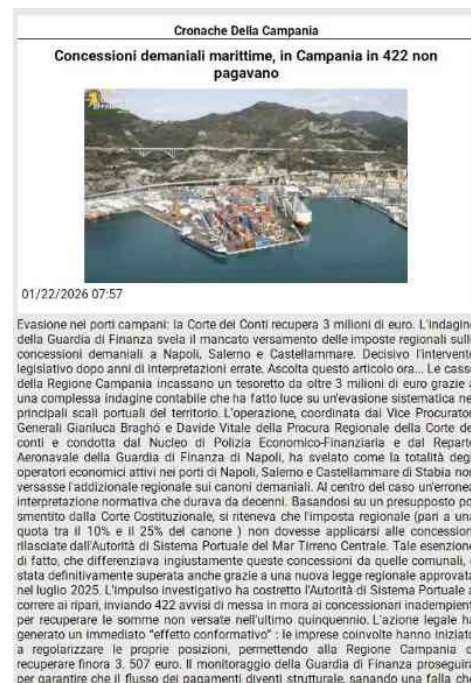 Cronache Della Campania
Concessioni demaniali marittime, in Campania in 422 non
pagavano
01/22/2026 07:57
Evasione nei porti campani: la Corte dei Conti recupera 3 milioni di euro. L'indagine
della Guardia di Finanza svela il mancato versamento delle imposte regionali sulle
concessioni demaniali a Napoli, Salerno e Castellammare. Decisivo l'intervento
legislativo dopo anni di interpretazioni errate. Ascolta questo articolo ora... Le casse
della Regione Campania incassano un tesoretto da oltre 3 milioni di euro grazie a
una complessa indagine contabile che ha fatto luce su un'evasione sistematica nei
principali scali portuali del territorio. L'operazione, coordinata dai Vice Procuratori
Generali Gianluca Braghò e Davide Vitale della Procura Regionale della Corte dei
conti e condotta dal Nucleo di Polizia Economico-Finanziaria e dal Reparto
Aeronavale della Guardia di Finanza di Napoli, ha svelato come la totalità degli
operatori economici attivi nei porti di Napoli, Salerno e Castellammare di Stabia non
versasse l'addizionale regionale sui canoni demaniali. Al centro del caso un'erronea
interpretazione normativa che durava da decenni. Basandosi su un presupposto poi
smentito dalla Corte Costituzionale, si riteneva che l'imposta regionale (pari a una
quota tra il 10% e il 25% del canone ) non dovesse applicarsi alle concessioni
rilasciate dall'Autorità di Sistema Portuale del Mar Tirreno Centrale. Tale esenzione
di fatto, che differenziava ingiustamente queste concessioni da quelle comunali, è
stata definitivamente superata anche grazie a una nuova legge regionale approvata
nel luglio 2025. L'impulso investigativo ha costretto l'Autorità di Sistema Portuale a
correre ai ripari, inviando 422 avvisi di messa in mora ai concessionari inadempienti
per recuperare le somme non versate nell'ultimo quinquennio. L'azione legale ha
generato un immediato "effetto conformativo" : le imprese coinvolte hanno iniziato
a regolarizzare le proprie posizioni, permettendo alla Regione Campania di
recuperare finora 3. 507 euro. Il monitoraggio della Guardia di Finanza proseguirà
per garantire che il flusso dei pagamenti diventi strutturale, sanando una falla che